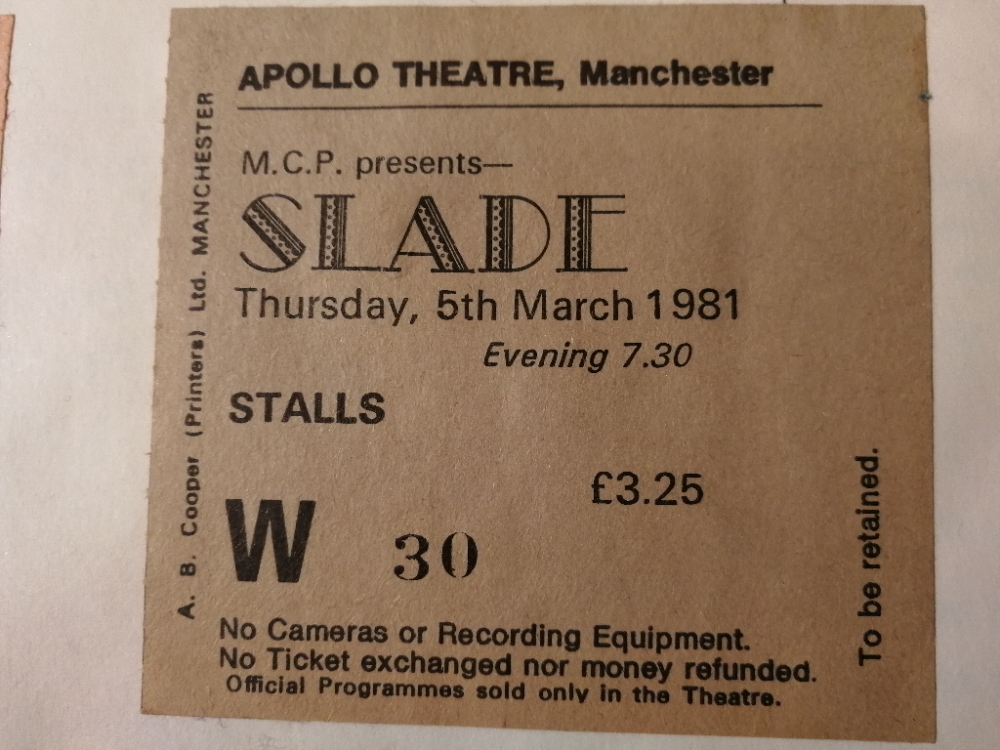 APOLLO THEATRE, Manchester
M.C.P. presents—
SLADE
Thursday, 5th March 1981
Evening 7.30
STALLS
£3.25
W 30
No Cameras or Recording Equipment.
No Ticket exchanged nor money refunded.
Official Programmes sold only in the Theatre.
A. B. Cooper (Printers) Ltd. MANCHESTER
To be retained.